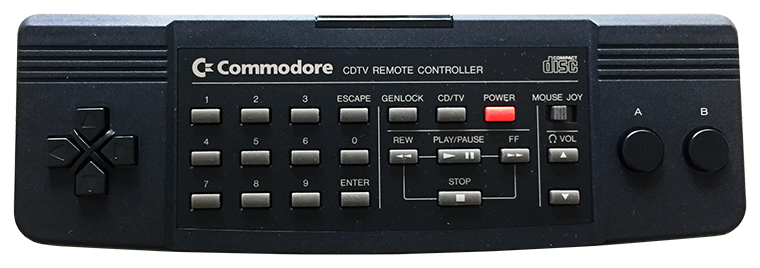 Commodore CDTV REMOTE CONTROLLER COMPACT disc
1 2 3 ESCAPE GENLOCK CD/TV POWER MOUSE JOY A B
4 5 6 0 REW PLAY/PAUSE FF VOL
7 8 9 ENTER STOP